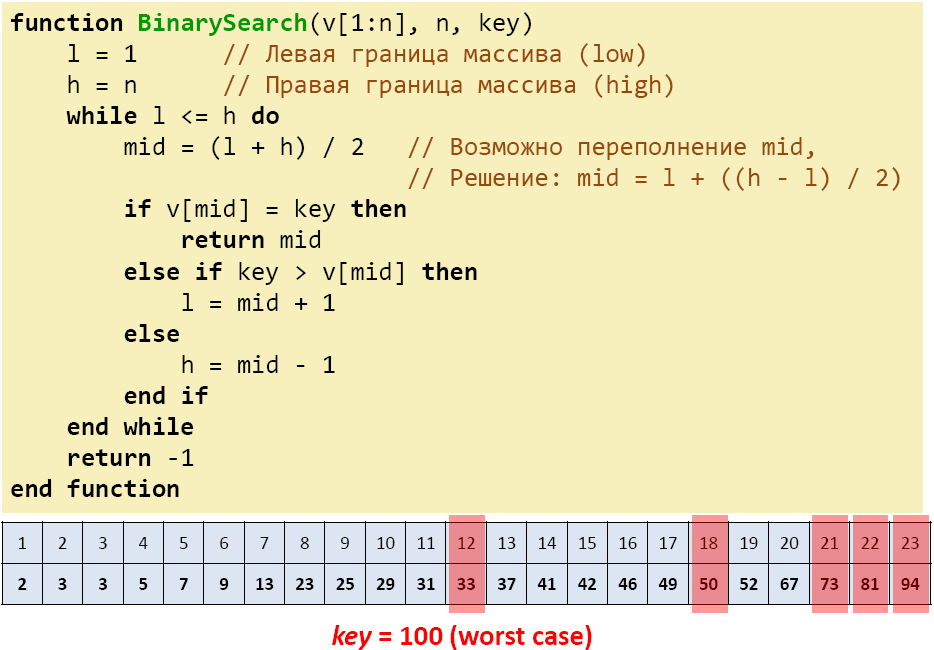 function BinarySearch(v[1:n], n, key)
    l = 1      // Левая граница массива (low)
    h = n      // Правая граница массива (high)
    while l <= h do
        mid = (l + h) / 2   // Возможно переполнение mid,
                            // Решение: mid = l + ((h - l) / 2)
        if v[mid] = key then
            return mid
        else if key > v[mid] then
            l = mid + 1
        else
            h = mid - 1
        end if
    end while
    return -1
end function
1 2 3 4 5 6 7 8 9 10 11 12 13 14 15 16 17 18 19 20 21 22 23
2 3 3 5 7 9 13 23 25 29 31 33 37 41 42 46 49 50 52 67 73 81 94
key = 100 (worst case)